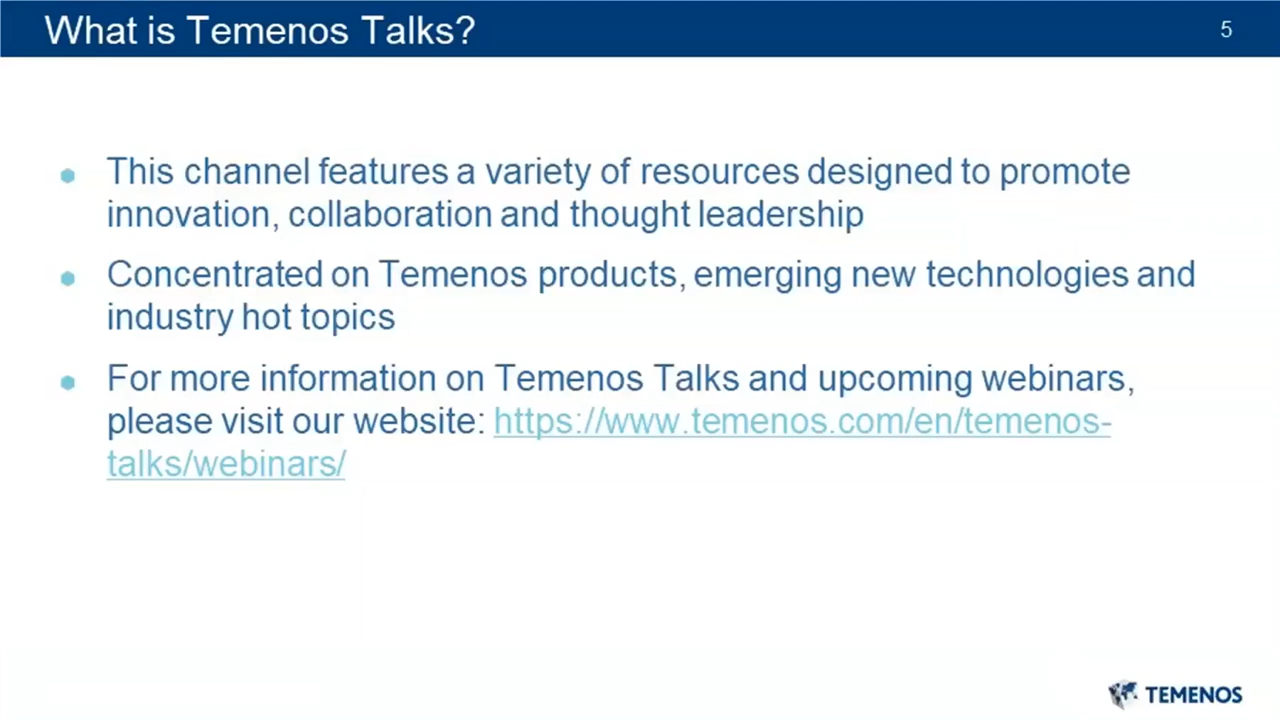 What is Temenos Talks?
5
This channel features a variety of resources designed to promote
innovation, collaboration and thought leadership
Concentrated on Temenos products, emerging new technologies and
industry hot topics
For more information on Temenos Talks and upcoming webinars,
please visit our website: https://www.temenos.com/en/temenos-
talks/webinars/
TEMENOS